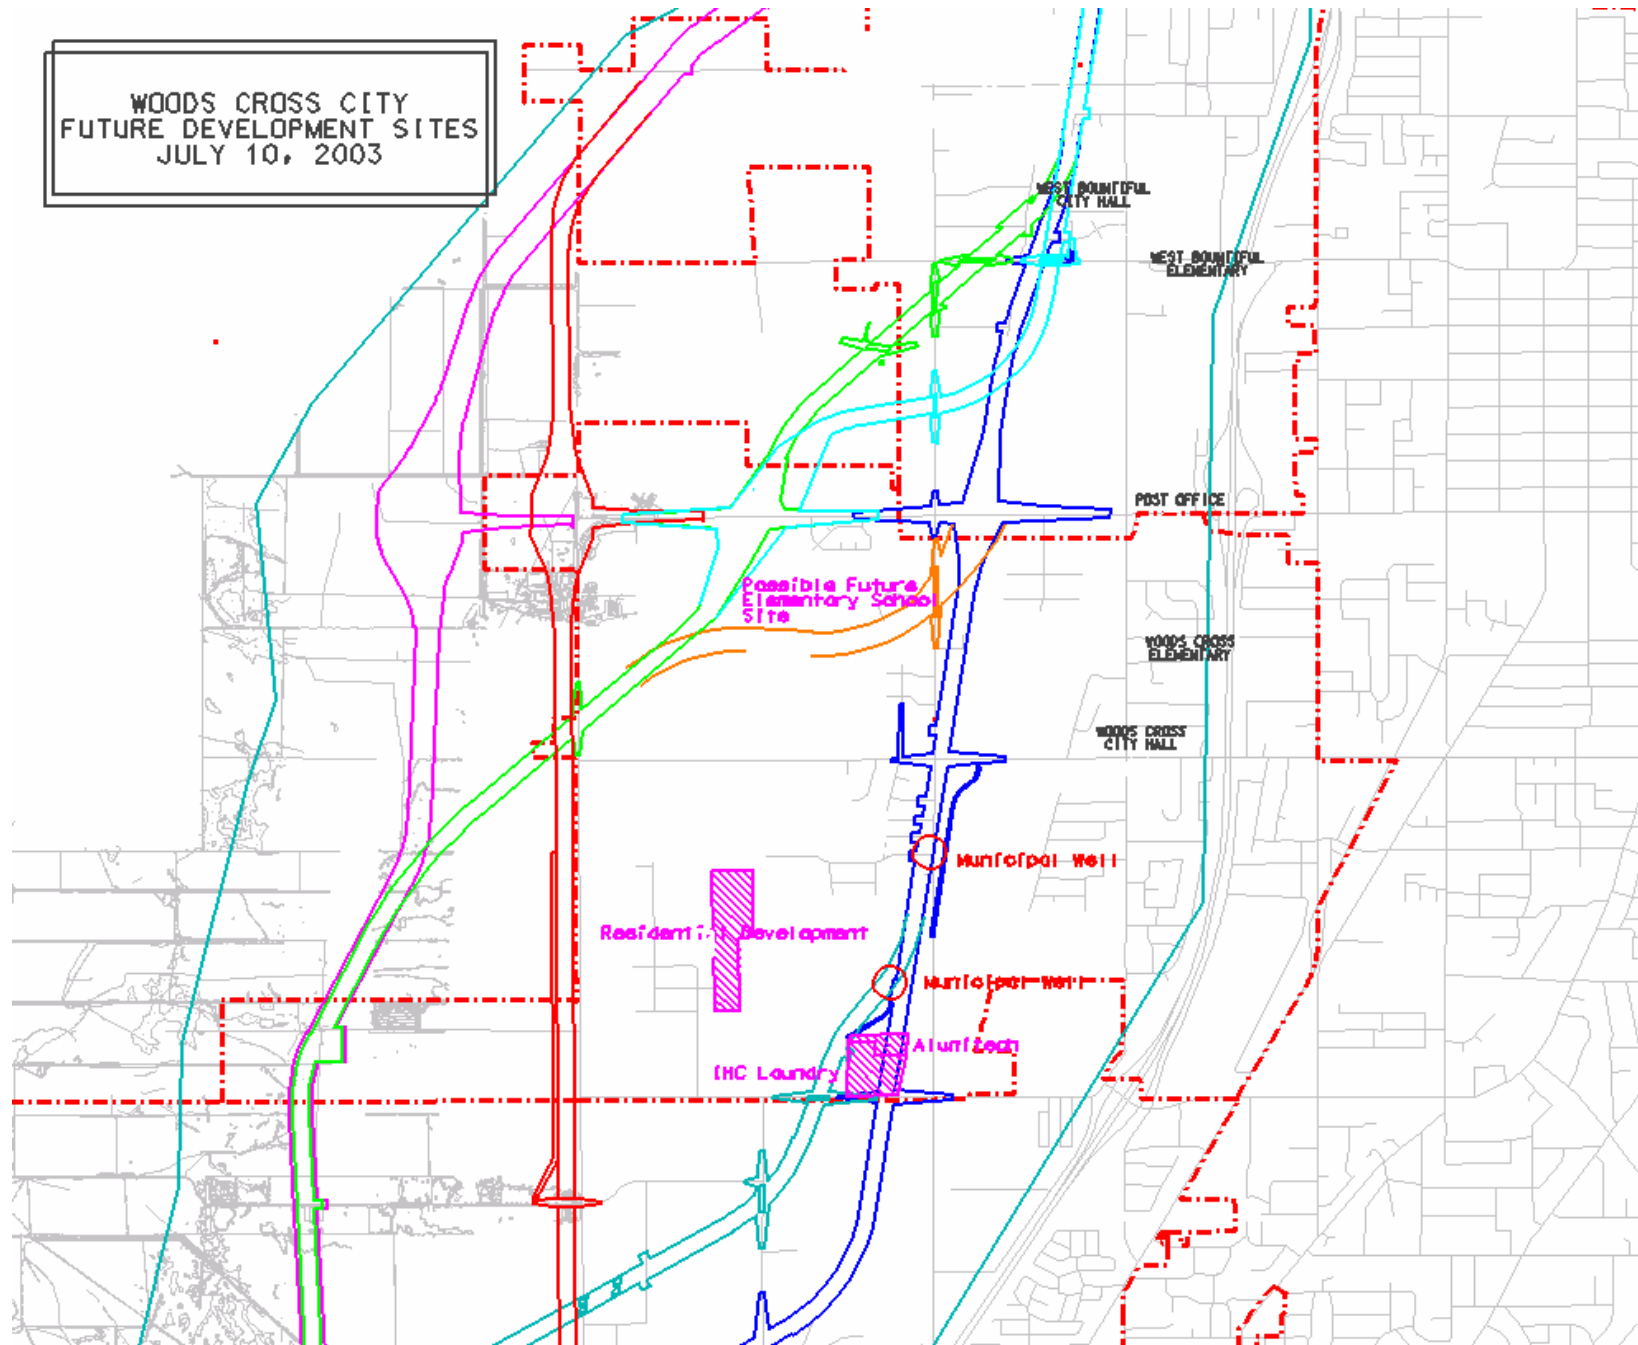 WOODS CROSS CITY
FUTURE DEVELOPMENT SITES
JULY 10, 2003
WEST BOUNTIFUL
CITY HALL
WEST BOUNTIFUL
ELEMENTARY
POST OFFICE
Possible Future
Elementary School
Site
WOODS CROSS
ELEMENTARY
WOODS CROSS
CITY HALL
Municipal Well
Residential Development
Municipal Well
Alumitech
IHC Laundry